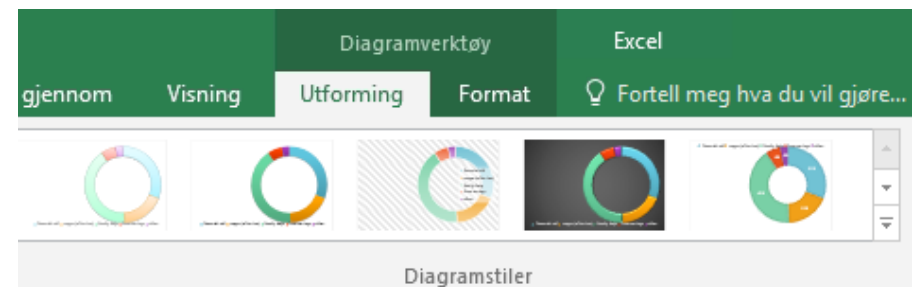 Diagramverktøy Excel
gjennom Visning Utforming Format Fortell meg hva du vil gjøre...
Diagramstiler